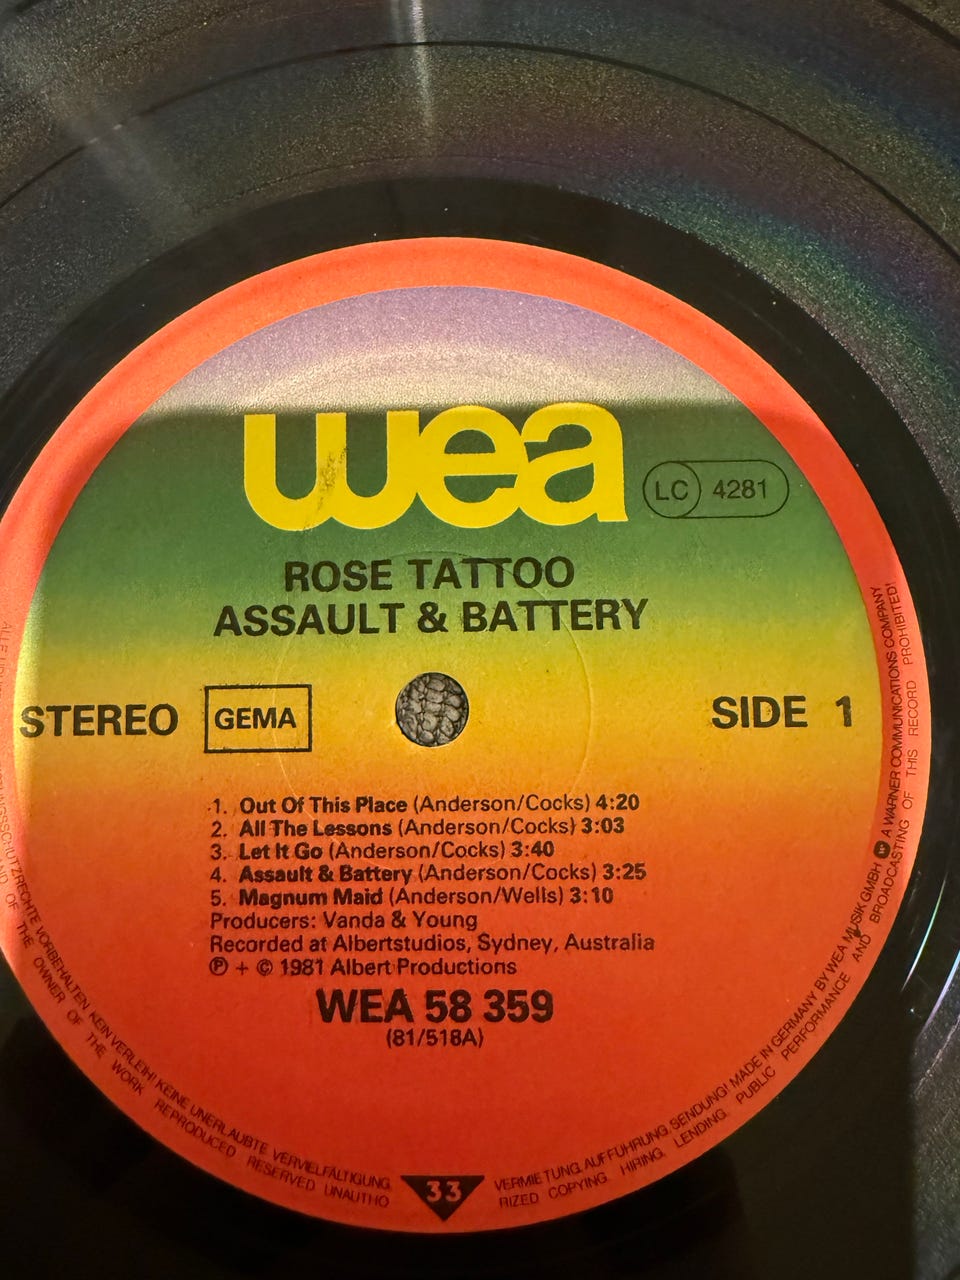 wea
LC 4281
ROSE TATTOO
ASSAULT & BATTERY
STEREO GEMA SIDE 1
1. Out Of This Place (Anderson/Cocks) 4:20
2. All The Lessons (Anderson/Cocks) 3:03
3. Let It Go (Anderson/Cocks) 3:40
4. Assault & Battery (Anderson/Cocks) 3:25
5. Magnum Maid (Anderson/Wells) 3:10
Producers: Vanda & Young
Recorded at Albertstudios, Sydney, Australia
℗ + © 1981 Albert Productions
WEA 58 359
(81/518A)
33
VORBEHALTEN KEIN VERLEIH! KEINE UNERLAUBTE VERVIELFÄLTIGUNG, VERMIETUNG, AUFFÜHRUNG, SENDUNG! MADE IN GERMANY BY WEA MUSIK GMBH W A WARNER COMMUNICATIONS COMPANY
OF THE OWNER OF THE WORK REPRODUCED RESERVED UNAUTHORIZED COPYING, HIRING, LENDING, PUBLIC PERFORMANCE AND BROADCASTING OF THIS RECORD PROHIBITED!